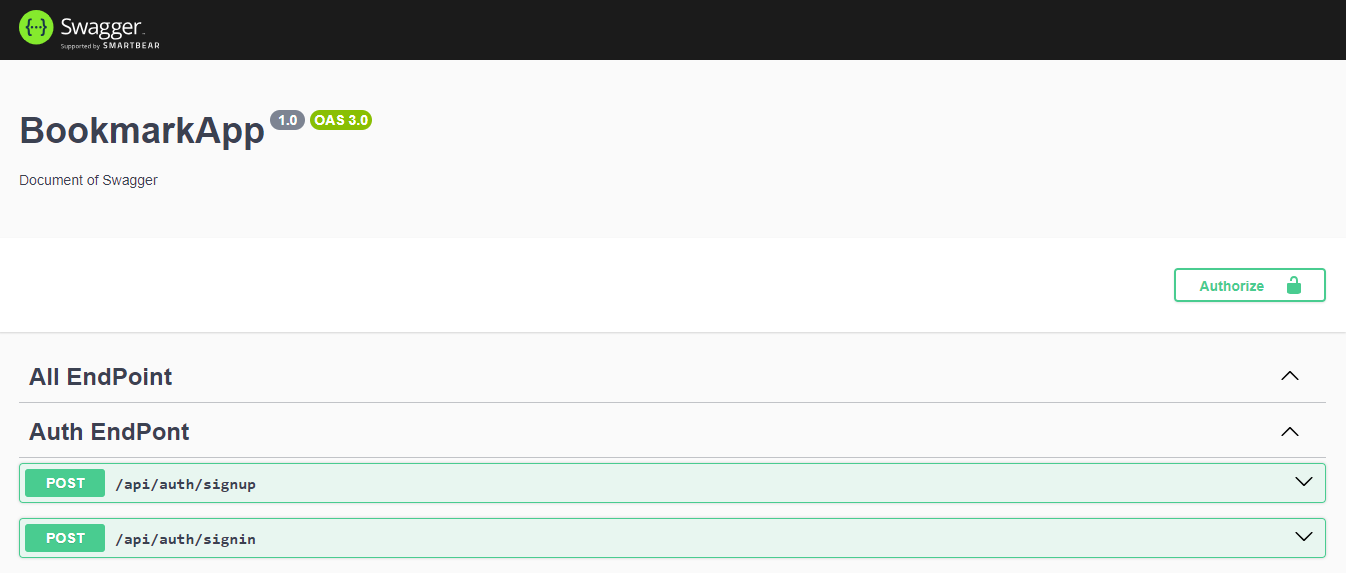 {···} Swagger
Supported by SMARTBEAR
BookmarkApp 1.0 OAS 3.0
Document of Swagger
Authorize
All EndPoint
Auth EndPont
POST /api/auth/signup
POST /api/auth/signin